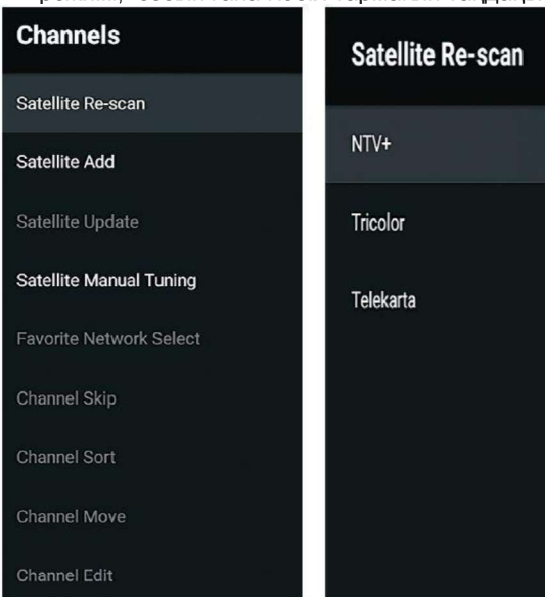 Channels
Satellite Re-scan
Satellite Add
Satellite Update
Satellite Manual Tuning
Favorite Network Select
Channel Skip
Channel Sort
Channel Move
Channel Edit
Satellite Re-scan
NTV+
Tricolor
Telekarta